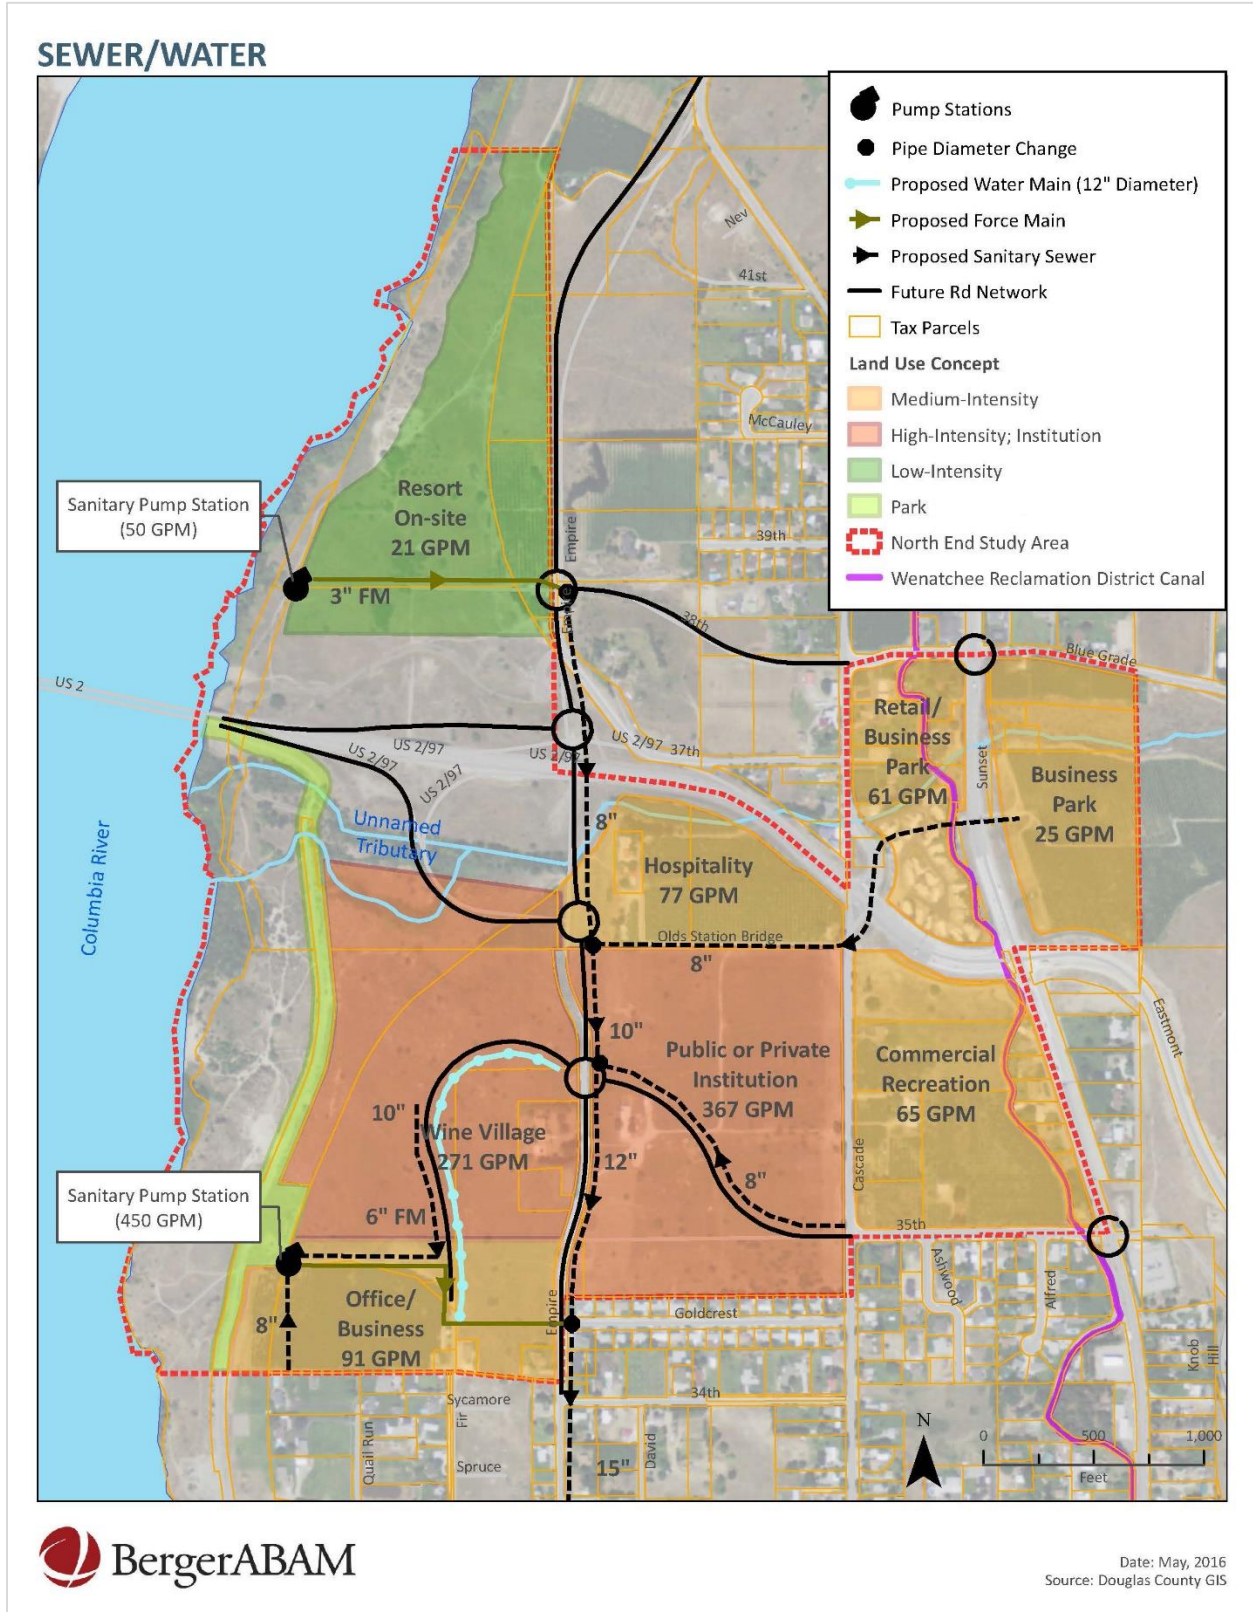 SEWER/WATER
Pump Stations
Pipe Diameter Change
Proposed Water Main (12" Diameter)
Proposed Force Main
Proposed Sanitary Sewer
Future Rd Network
Tax Parcels
Land Use Concept
Medium-Intensity
High-Intensity; Institution
Low-Intensity
Park
North End Study Area
Wenatchee Reclamation District Canal
Nev
41st
McCauley
39th
Empire
Resort
On-site
21 GPM
Sanitary Pump Station
(50 GPM)
3" FM
Empire
38th
Blue Grade
US 2
US 2/97
US 2/97
US 2/97
US 2/97
US 2/97
37th
Retail/
Business
Park
61 GPM
Sunset
Business
Park
25 GPM
Unnamed
Tributary
8"
Hospitality
77 GPM
Columbia River
Olds Station Bridge
8"
10"
Public or Private
Institution
367 GPM
Commercial
Recreation
65 GPM
Eastmont
10"
Wine Village
271 GPM
12"
8"
Cascade
Sanitary Pump Station
(450 GPM)
6" FM
35th
Ashwood
Alfred
Office/
Business
91 GPM
8"
Empire
Goldcrest
Knob
Hill
34th
Sycamore
Fir
Quail Run
Spruce
15"
David
N
0 500 1,000
Feet
BergerABAM
Date: May, 2016
Source: Douglas County GIS